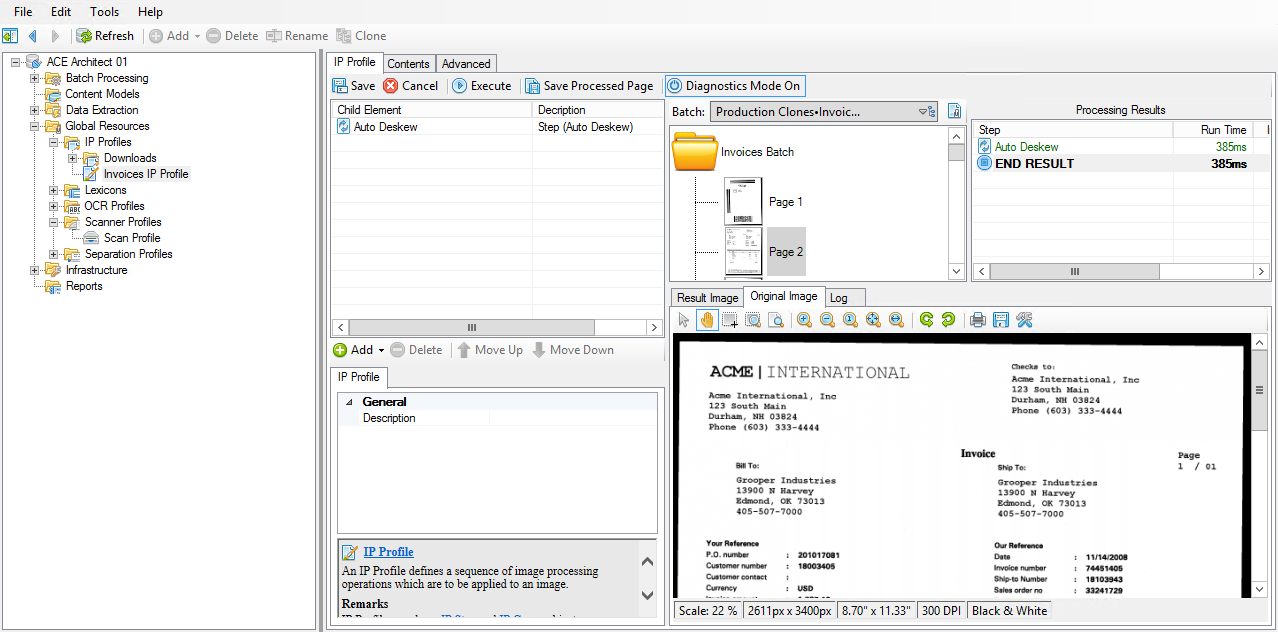 File Edit Tools Help
Refresh Add Delete Rename Clone
ACE Architect 01
Batch Processing
Content Models
Data Extraction
Global Resources
IP Profiles
Downloads
Invoices IP Profile
Lexicons
OCR Profiles
Scanner Profiles
Scan Profile
Separation Profiles
Infrastructure
Reports
IP Profile Contents Advanced
Save Cancel Execute Save Processed Page Diagnostics Mode On
Child Element Decription
Auto Deskew Step (Auto Deskew)
Add Delete Move Up Move Down
IP Profile
General
Description
IP Profile
An IP Profile defines a sequence of image processing
operations which are to be applied to an image.
Remarks
Batch: Production Clones•Invoic...
Invoices Batch
Page 1
Page 2
Processing Results
Step Run Time
Auto Deskew 385ms
END RESULT 385ms
Result Image Original Image Log
ACME | INTERNATIONAL
Acme International, Inc
123 South Main
Durham, NH 03824
Phone (603) 333-4444
Checks to:
Acme International, Inc
123 South Main
Durham, NH 03824
Phone (603) 333-4444
Invoice
Page
1 / 01
Bill To:
Grooper Industries
13900 N Harvey
Edmond, OK 73013
405-507-7000
Ship To:
Grooper Industries
13900 N Harvey
Edmond, OK 73013
405-507-7000
Your Reference
P.O. number : 201017081
Customer number : 18003405
Customer contact :
Currency : USD
Our Reference
Date : 11/14/2008
Invoice number : 74451405
Ship-to Number : 18103943
Sales order no : 33241729
Scale: 22 % 2611px x 3400px 8.70" x 11.33" 300 DPI Black & White